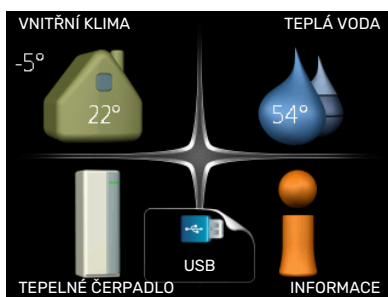 VNITŘNÍ KLIMA
TEPLÁ VODA
-5°
22°
54°
USB
TEPELNÉ ČERPADLO
INFORMACE